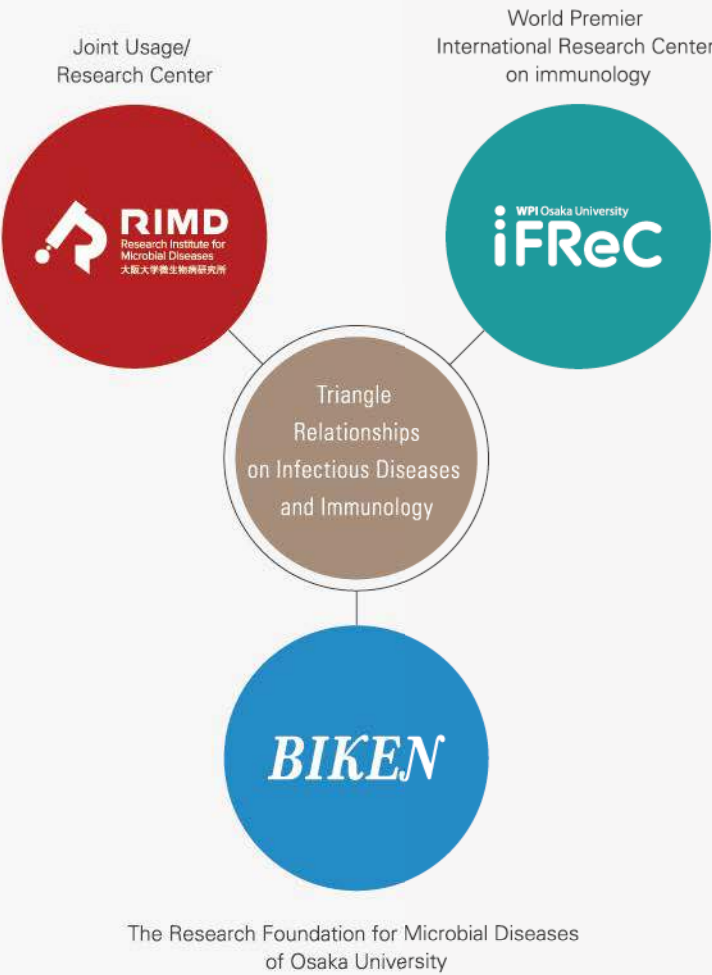 Joint Usage/
Research Center
World Premier
International Research Center
on immunology
RIMD
Research Institute for
Microbial Diseases
大阪大学微生物病研究所
WPI Osaka University
iFReC
Triangle
Relationships
on Infectious Diseases
and Immunology
BIKEN
The Research Foundation for Microbial Diseases
of Osaka University